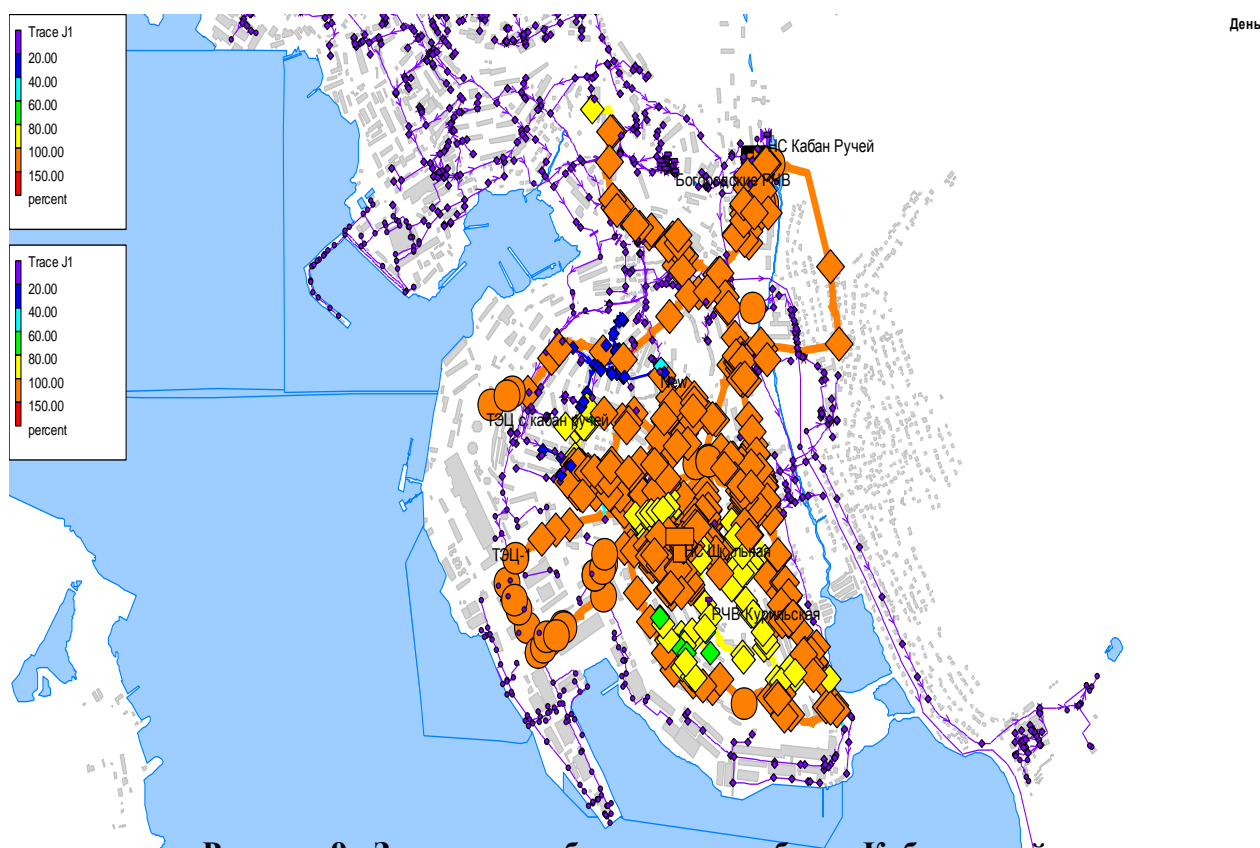 Trace J1
20.00
40.00
60.00
80.00
100.00
150.00
percent
Trace J1
20.00
40.00
60.00
80.00
100.00
150.00
percent
День
НС Кабан Ручей
New
ТЭЦ с кабан ручей
ТЭЦ-1
НС Школьная
РЧВ Курильская